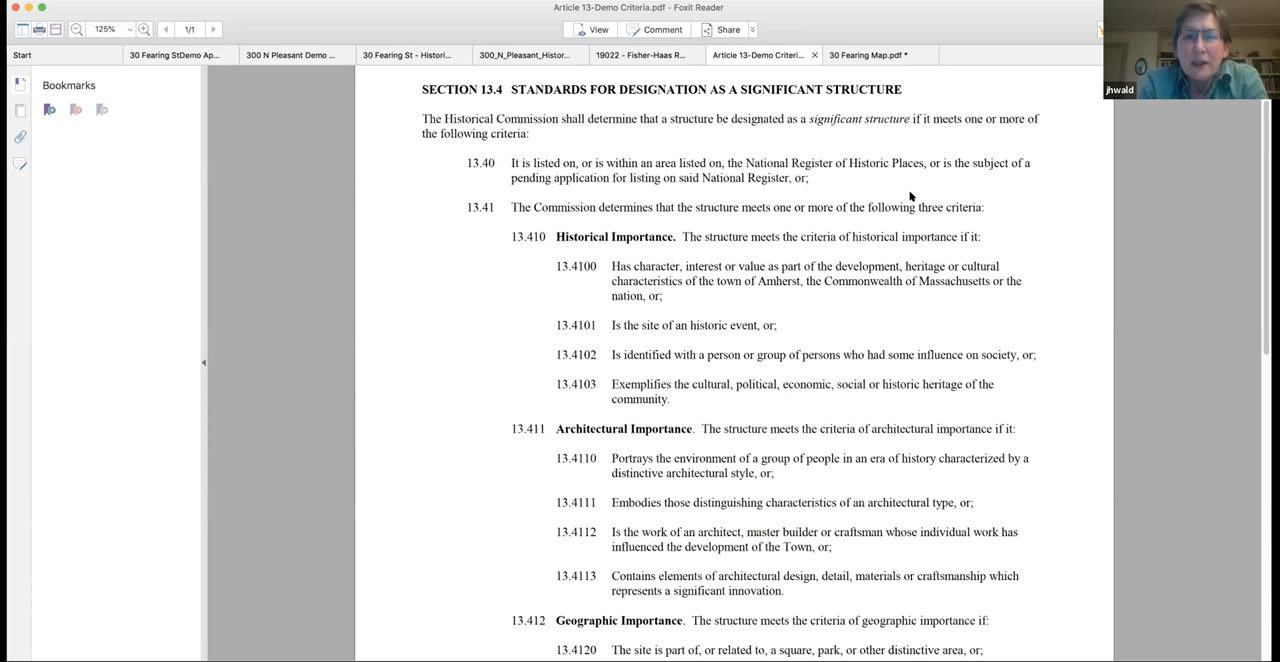 Article 13-Demo Criteria.pdf - Foxit Reader
125% 1/1 View Comment Share
Start 30 Fearing StDemo Ap... 300 N Pleasant Demo ... 30 Fearing St - Histori... 300_N_Pleasant_Histor... 19022 - Fisher-Haas R... Article 13-Demo Criteri... 30 Fearing Map.pdf *
jhwald
Bookmarks
SECTION 13.4 STANDARDS FOR DESIGNATION AS A SIGNIFICANT STRUCTURE
The Historical Commission shall determine that a structure be designated as a significant structure if it meets one or more of
the following criteria:
13.40 It is listed on, or is within an area listed on, the National Register of Historic Places, or is the subject of a
pending application for listing on said National Register, or;
13.41 The Commission determines that the structure meets one or more of the following three criteria:
13.410 Historical Importance. The structure meets the criteria of historical importance if it:
13.4100 Has character, interest or value as part of the development, heritage or cultural
characteristics of the town of Amherst, the Commonwealth of Massachusetts or the
nation, or;
13.4101 Is the site of an historic event, or;
13.4102 Is identified with a person or group of persons who had some influence on society, or;
13.4103 Exemplifies the cultural, political, economic, social or historic heritage of the
community.
13.411 Architectural Importance. The structure meets the criteria of architectural importance if it:
13.4110 Portrays the environment of a group of people in an era of history characterized by a
distinctive architectural style, or;
13.4111 Embodies those distinguishing characteristics of an architectural type, or;
13.4112 Is the work of an architect, master builder or craftsman whose individual work has
influenced the development of the Town, or;
13.4113 Contains elements of architectural design, detail, materials or craftsmanship which
represents a significant innovation.
13.412 Geographic Importance. The structure meets the criteria of geographic importance if:
13.4120 The site is part of, or related to, a square, park, or other distinctive area, or;